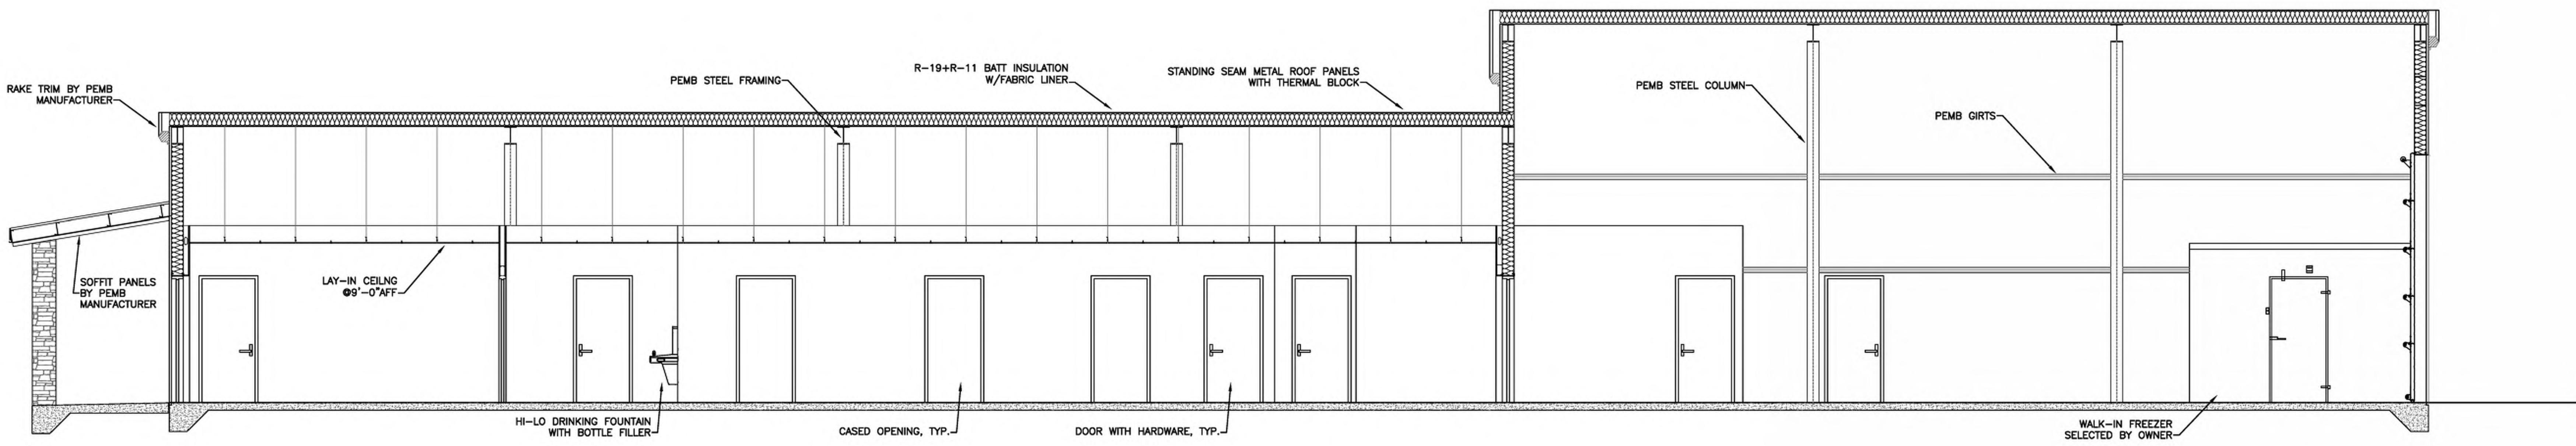 RAKE TRIM BY PEMB
MANUFACTURER
PEMB STEEL FRAMING
R-19+R-11 BATT INSULATION
W/FABRIC LINER
STANDING SEAM METAL ROOF PANELS
WITH THERMAL BLOCK
PEMB STEEL COLUMN
PEMB GIRTS
SOFFIT PANELS
BY PEMB
MANUFACTURER
LAY-IN CEILNG
@9'-0"AFF
HI-LO DRINKING FOUNTAIN
WITH BOTTLE FILLER
CASED OPENING, TYP.
DOOR WITH HARDWARE, TYP.
WALK-IN FREEZER
SELECTED BY OWNER